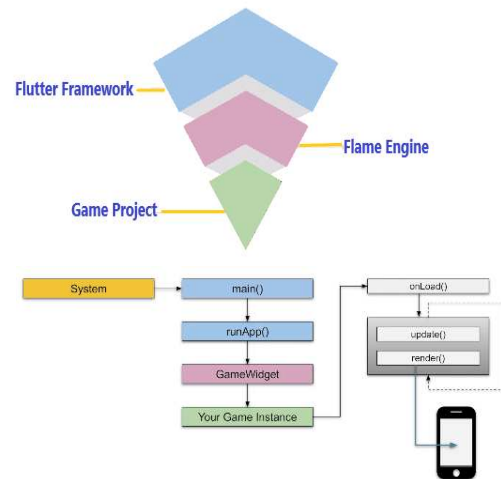 Flutter Framework
Flame Engine
Game Project
System
main()
onLoad()
runApp()
update()
render()
GameWidget
Your Game Instance